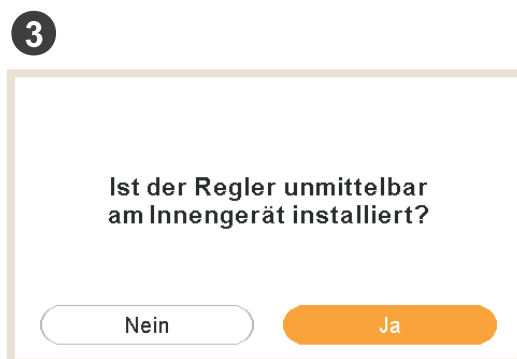 3
Ist der Regler unmittelbar
am Innengerät installiert?
Nein
Ja